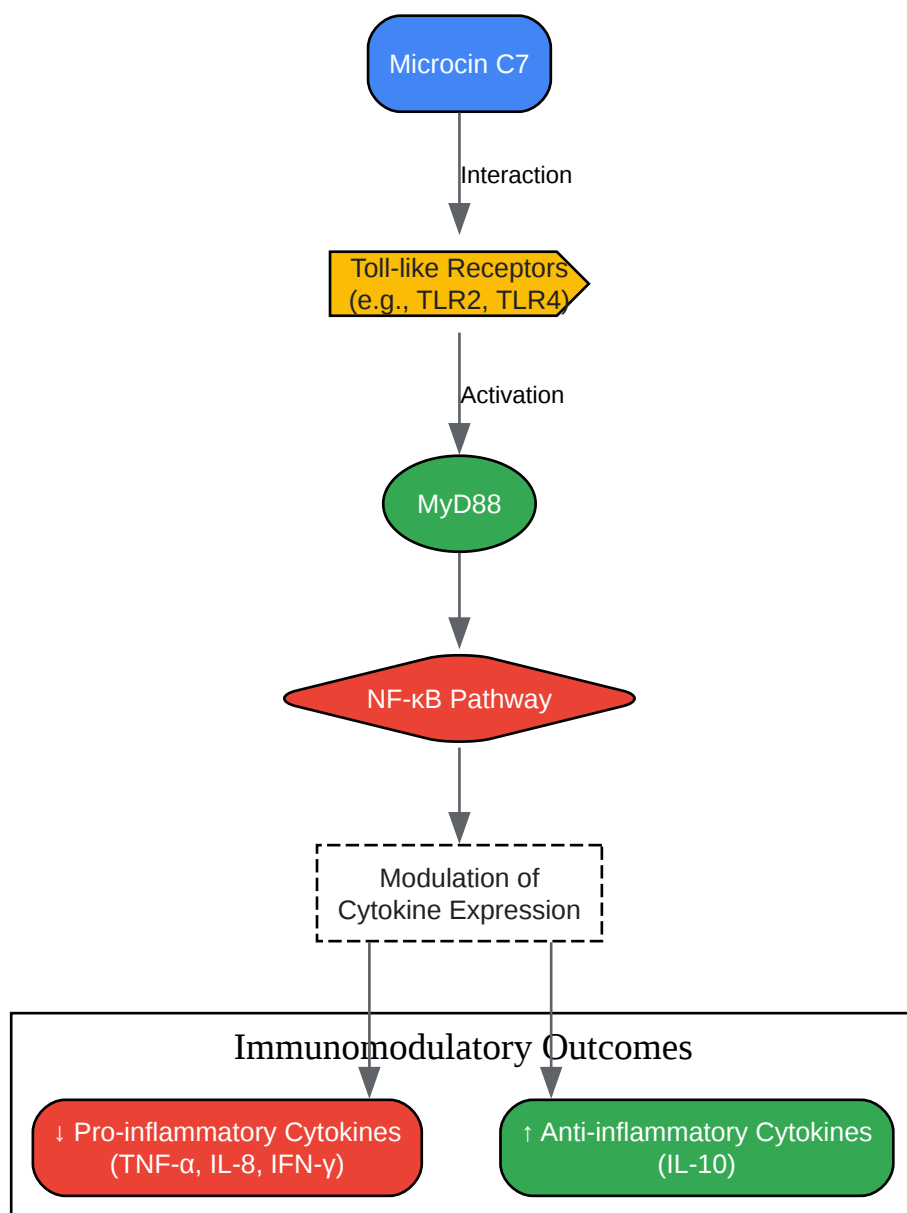 Microcin C7
Interaction
Toll-like Receptors
(e.g., TLR2, TLR4)
Activation
MyD88
NF-κB Pathway
Modulation of
Cytokine Expression
Immunomodulatory Outcomes
↓ Pro-inflammatory Cytokines
(TNF-α, IL-8, IFN-γ)
↑ Anti-inflammatory Cytokines
(IL-10)